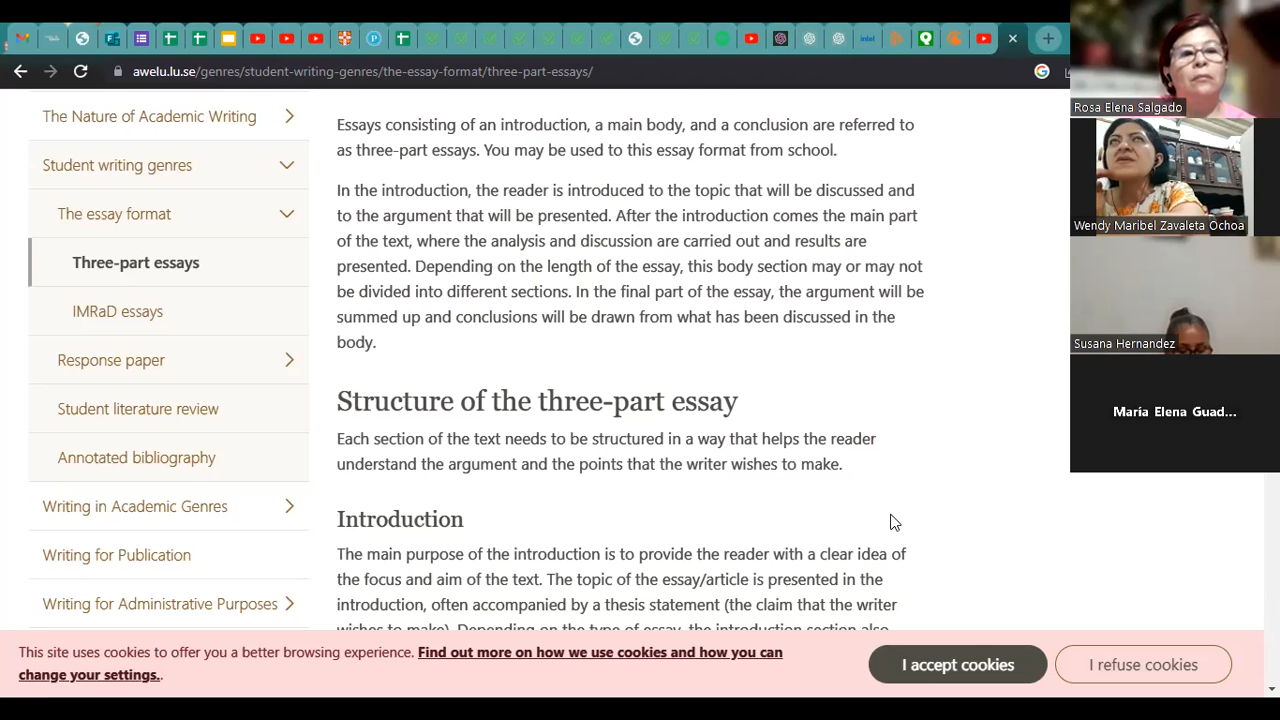 awelu.lu.se/genres/student-writing-genres/the-essay-format/three-part-essays/
The Nature of Academic Writing
Student writing genres
The essay format
Three-part essays
IMRaD essays
Response paper
Student literature review
Annotated bibliography
Writing in Academic Genres
Writing for Publication
Writing for Administrative Purposes
Essays consisting of an introduction, a main body, and a conclusion are referred to
as three-part essays. You may be used to this essay format from school.
In the introduction, the reader is introduced to the topic that will be discussed and
to the argument that will be presented. After the introduction comes the main part
of the text, where the analysis and discussion are carried out and results are
presented. Depending on the length of the essay, this body section may or may not
be divided into different sections. In the final part of the essay, the argument will be
summed up and conclusions will be drawn from what has been discussed in the
body.
Structure of the three-part essay
Each section of the text needs to be structured in a way that helps the reader
understand the argument and the points that the writer wishes to make.
Introduction
The main purpose of the introduction is to provide the reader with a clear idea of
the focus and aim of the text. The topic of the essay/article is presented in the
introduction, often accompanied by a thesis statement (the claim that the writer
wishes to make). Depending on the type of essay, the introduction section also
This site uses cookies to offer you a better browsing experience. Find out more on how we use cookies and how you can
change your settings..
I accept cookies
I refuse cookies
Rosa Elena Salgado
Wendy Maribel Zavaleta Ochoa
Susana Hernandez
María Elena Guad...